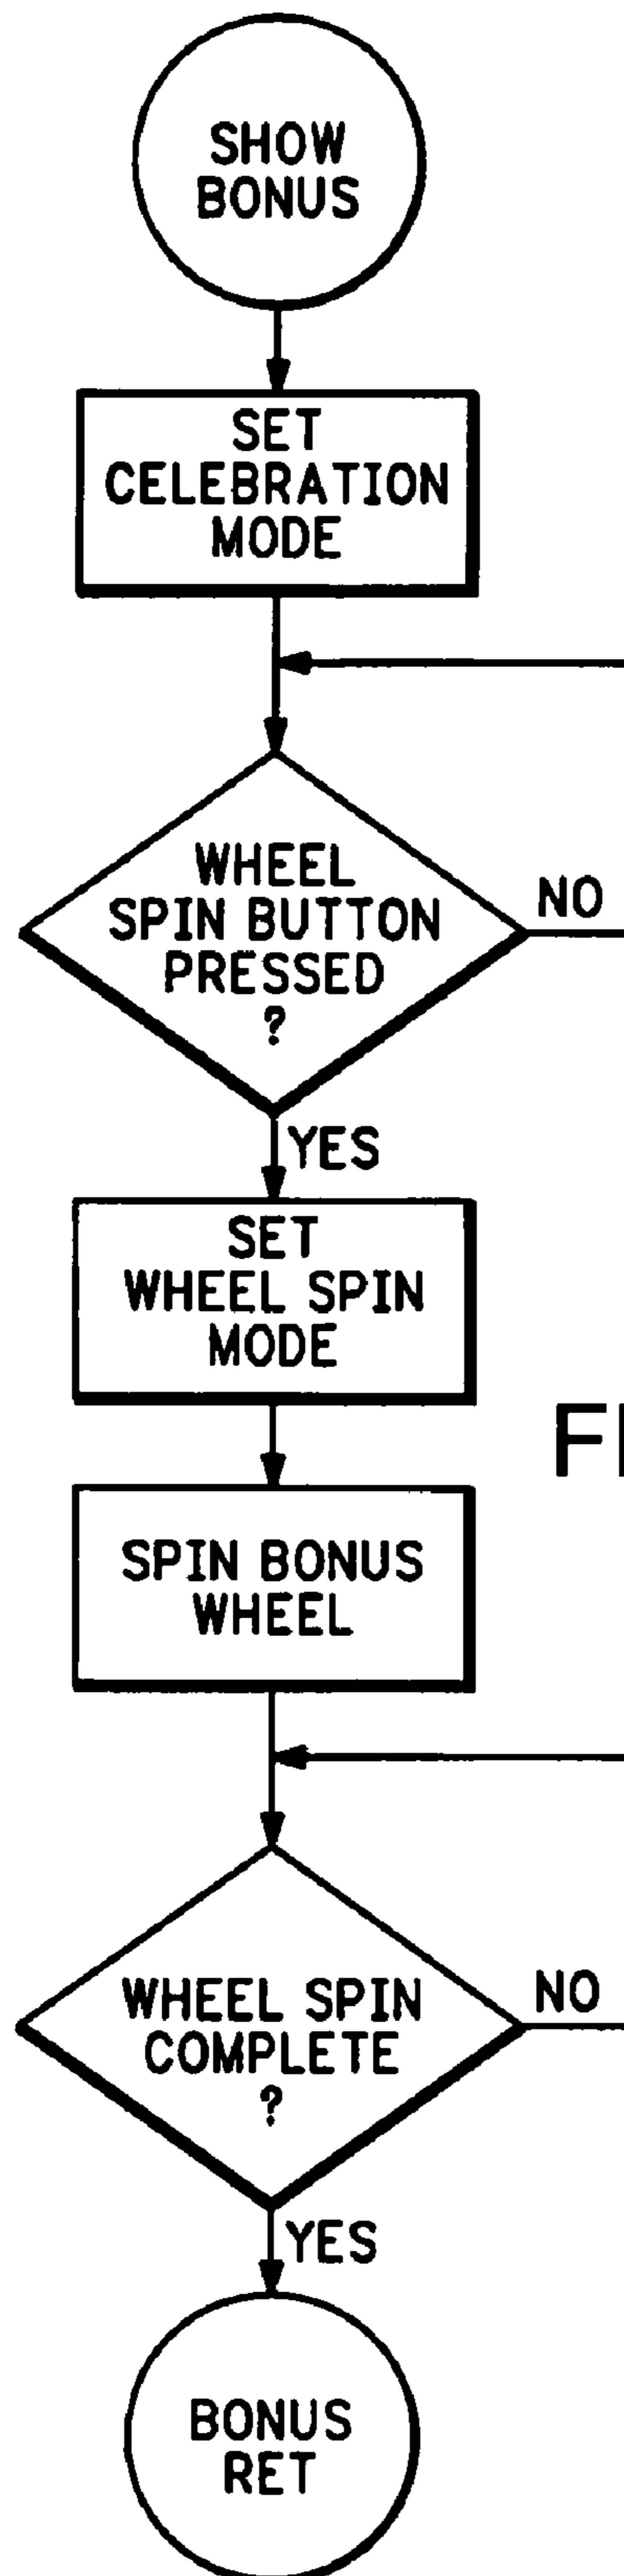 SHOW
BONUS
SET
CELEBRATION
MODE
WHEEL
SPIN BUTTON
PRESSED
?
NO
YES
SET
WHEEL SPIN
MODE
SPIN BONUS
WHEEL
WHEEL SPIN
COMPLETE
?
NO
YES
BONUS
RET